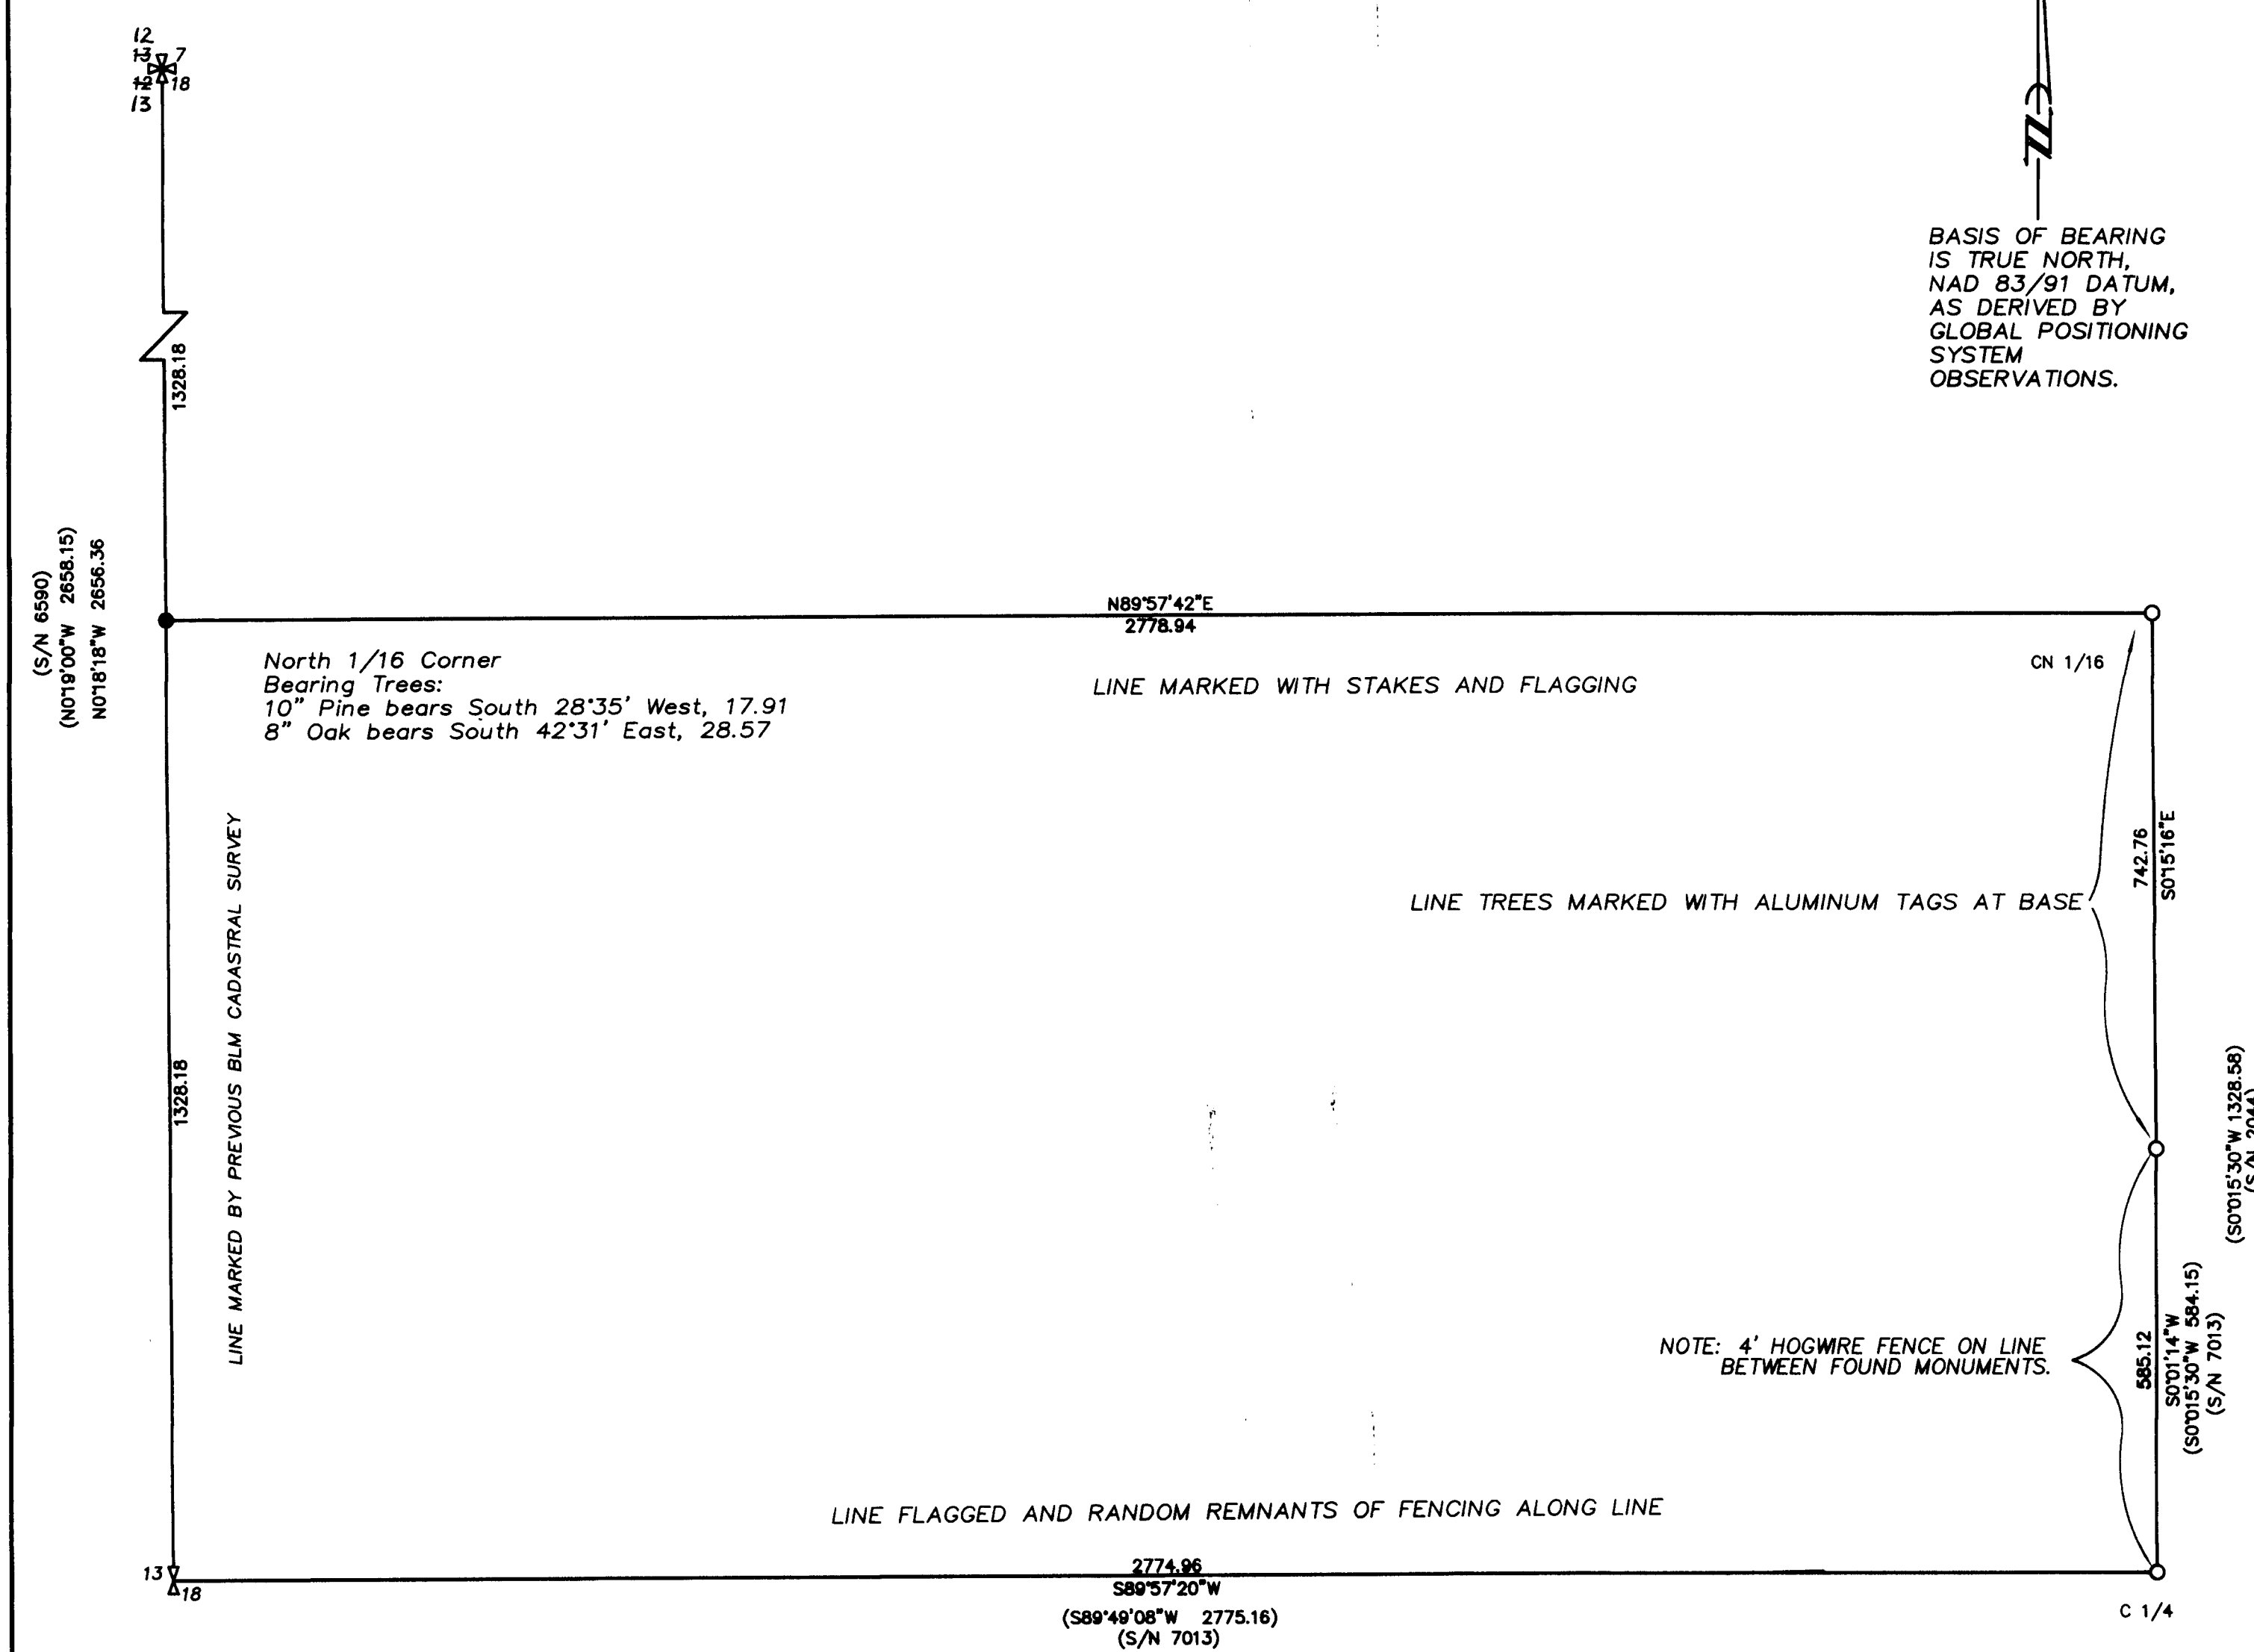 12
13 7
12 18
13
BASIS OF BEARING
IS TRUE NORTH,
NAD 83/91 DATUM,
AS DERIVED BY
GLOBAL POSITIONING
SYSTEM
OBSERVATIONS.
1328.18
(S/N 6590)
(N0°19'00"W 2658.15)
N0°18'18"W 2656.36
N89°57'42"E
2778.94
North 1/16 Corner
Bearing Trees:
10" Pine bears South 28°35' West, 17.91
8" Oak bears South 42°31' East, 28.57
LINE MARKED WITH STAKES AND FLAGGING
CN 1/16
742.76
S0°15'16"E
LINE MARKED BY PREVIOUS BLM CADASTRAL SURVEY
LINE TREES MARKED WITH ALUMINUM TAGS AT BASE
1328.18
(S0°015'30"W 1328.58)
NOTE: 4' HOGWIRE FENCE ON LINE
BETWEEN FOUND MONUMENTS.
585.12
S0°01'14"W
(S0°015'30"W 584.15)
(S/N 7013)
LINE FLAGGED AND RANDOM REMNANTS OF FENCING ALONG LINE
13
18
2774.96
S89°57'20"W
(S89°49'08"W 2775.16)
(S/N 7013)
C 1/4